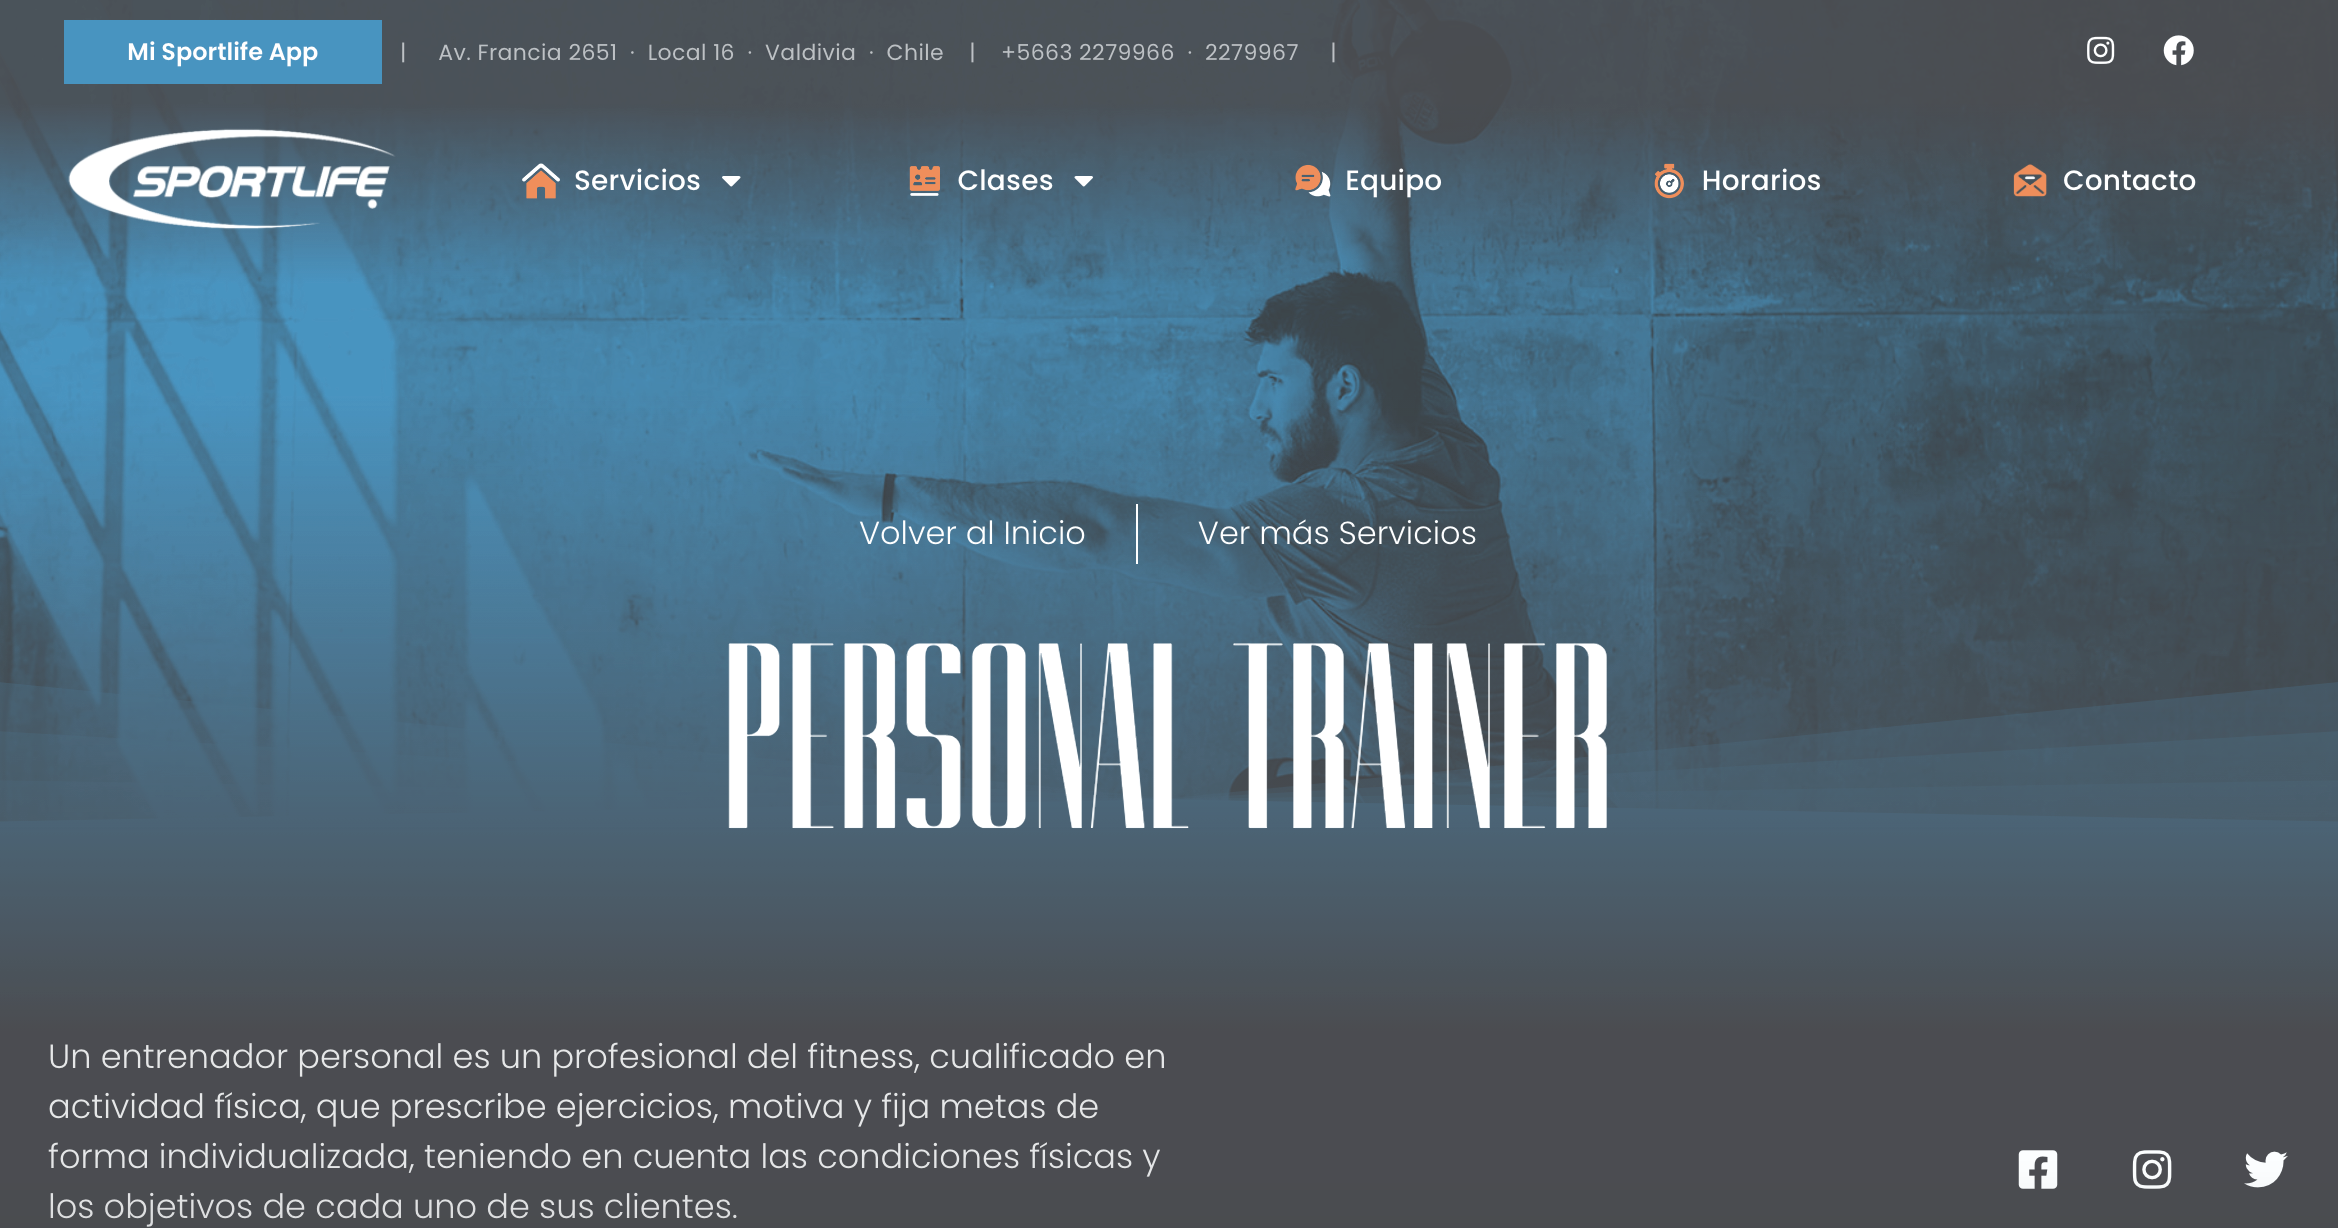 Mi Sportlife App | Av. Francia 2651 · Local 16 · Valdivia · Chile | +5663 2279966 · 2279967 |
SPORTLIFE
Servicios
Clases
Equipo
Horarios
Contacto
Volver al Inicio | Ver más Servicios
PERSONAL TRAINER
Un entrenador personal es un profesional del fitness, cualificado en
actividad física, que prescribe ejercicios, motiva y fija metas de
forma individualizada, teniendo en cuenta las condiciones físicas y
los objetivos de cada uno de sus clientes.